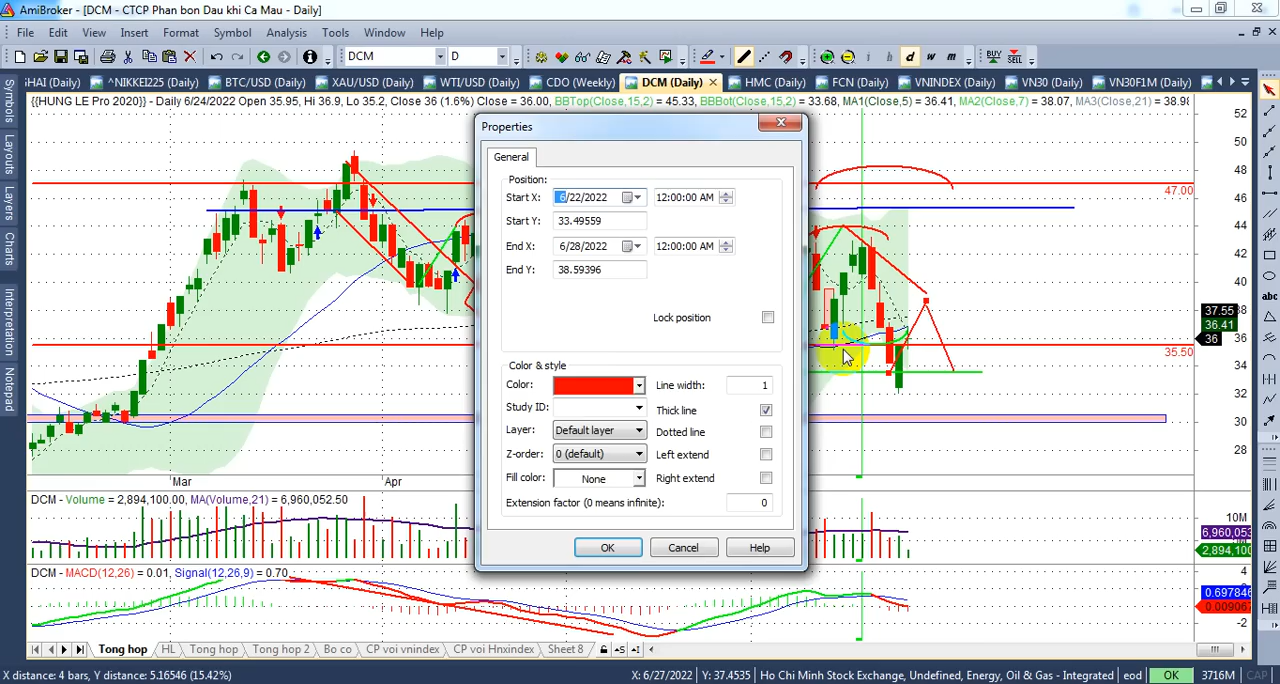 AmiBroker - [DCM - CTCP Phan bon Dau khi Ca Mau - Daily]
File Edit View Insert Format Symbol Analysis Tools Window Help
DCM D i h d w m BUY SELL
HAI (Daily) ^NIKKEI225 (Daily) BTC/USD (Daily) XAU/USD (Daily) WTI/USD (Daily) CDO (Weekly) DCM (Daily) HMC (Daily) FCN (Daily) VNINDEX (Daily) VN30 (Daily) VN30F1M (Daily)
{{HUNG LE Pro 2020}} - Daily 6/24/2022 Open 35.95, Hi 36.9, Lo 35.2, Close 36 (1.6%) Close = 36.00, BBTop(Close,15,2) = 45.33, BBBot(Close,15,2) = 33.68, MA1(Close,5) = 36.41, MA2(Close,7) = 38.07, MA3(Close,21) = 38.98
Symbols
Layouts
Layers
Charts
Interpretation
Notepad
Properties
General
Position:
Start X: 6/22/2022 12:00:00 AM
Start Y: 33.49559
End X: 6/28/2022 12:00:00 AM
End Y: 38.59396
Lock position
Color & style
Color: Line width: 1
Study ID: Thick line
Layer: Default layer Dotted line
Z-order: 0 (default) Left extend
Fill color: None Right extend
Extension factor (0 means infinite): 0
OK Cancel Help
52
50
48
47.00
46
44
42
40
38
37.55
36.41
36
35.50
34
32
30
28
abc
Mar Apr
DCM - Volume = 2,894,100.00, MA(Volume,21) = 6,960,052.50
10M
6,960,052
2,894,100
DCM - MACD(12,26) = 0.01, Signal(12,26,9) = 0.70
4
0.697846
0.009067
-2
Tong hop HL Tong hop Tong hop 2 Bo co CP voi vnindex CP voi Hnxindex Sheet 8
X distance: 4 bars, Y distance: 5.16546 (15.42%) X: 6/27/2022 Y: 37.4535 Ho Chi Minh Stock Exchange, Undefined, Energy, Oil & Gas - Integrated eod OK 3716M CAP